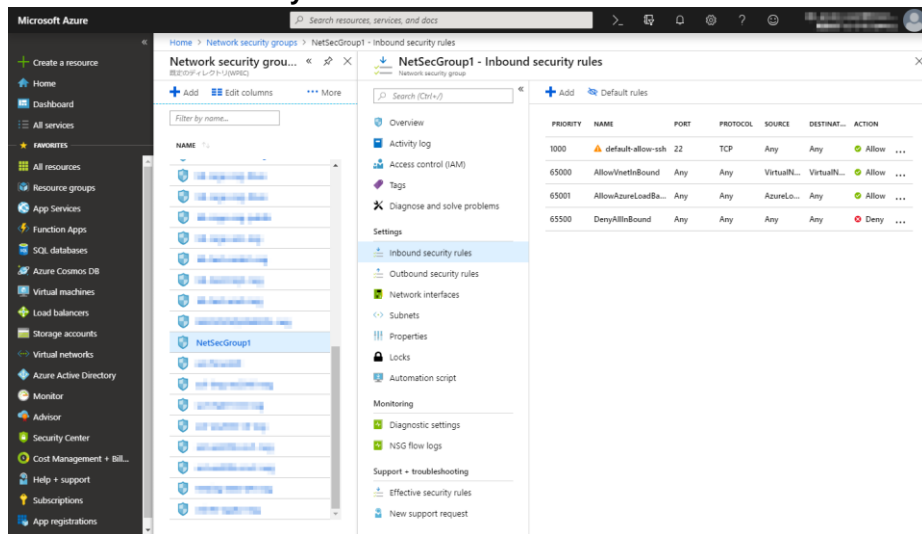 Microsoft Azure
Search resources, services, and docs
Create a resource
Home
Dashboard
All services
FAVORITES
All resources
Resource groups
App Services
Function Apps
SQL databases
Azure Cosmos DB
Virtual machines
Load balancers
Storage accounts
Virtual networks
Azure Active Directory
Monitor
Advisor
Security Center
Cost Management + Bill...
Help + support
Subscriptions
App registrations
Home > Network security groups > NetSecGroup1 - Inbound security rules
Network security grou...
既定のディレクトリ(WPEC)
Add Edit columns More
Filter by name...
NAME
NetSecGroup1
NetSecGroup1 - Inbound security rules
Network security group
Search (Ctrl+/)
Overview
Activity log
Access control (IAM)
Tags
Diagnose and solve problems
Settings
Inbound security rules
Outbound security rules
Network interfaces
Subnets
Properties
Locks
Automation script
Monitoring
Diagnostic settings
NSG flow logs
Support + troubleshooting
Effective security rules
New support request
Add Default rules
PRIORITY NAME PORT PROTOCOL SOURCE DESTINAT... ACTION
1000 default-allow-ssh 22 TCP Any Any Allow ...
65000 AllowVnetInBound Any Any VirtualN... VirtualN... Allow ...
65001 AllowAzureLoadBa... Any Any AzureLo... Any Allow ...
65500 DenyAllInBound Any Any Any Any Deny ...